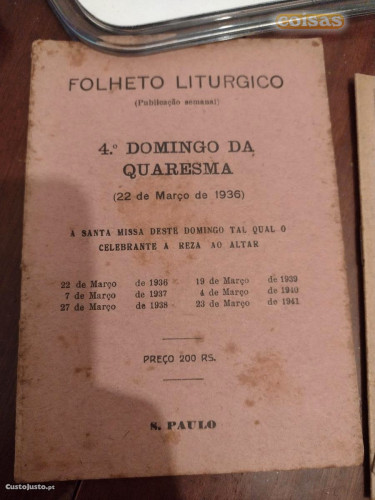 coisas
FOLHETO LITURGICO
(Publicação semanal)
4.º DOMINGO DA
QUARESMA
(22 de Março de 1936)
A SANTA MISSA DESTE DOMINGO TAL QUAL O
CELEBRANTE A REZA AO ALTAR
22 de Março de 1936 19 de Março de 1939
7 de Março de 1937 4 de Março de 1940
27 de Março de 1938 23 de Março de 1941
PREÇO 200 RS.
S. PAULO
CustoJusto.pt